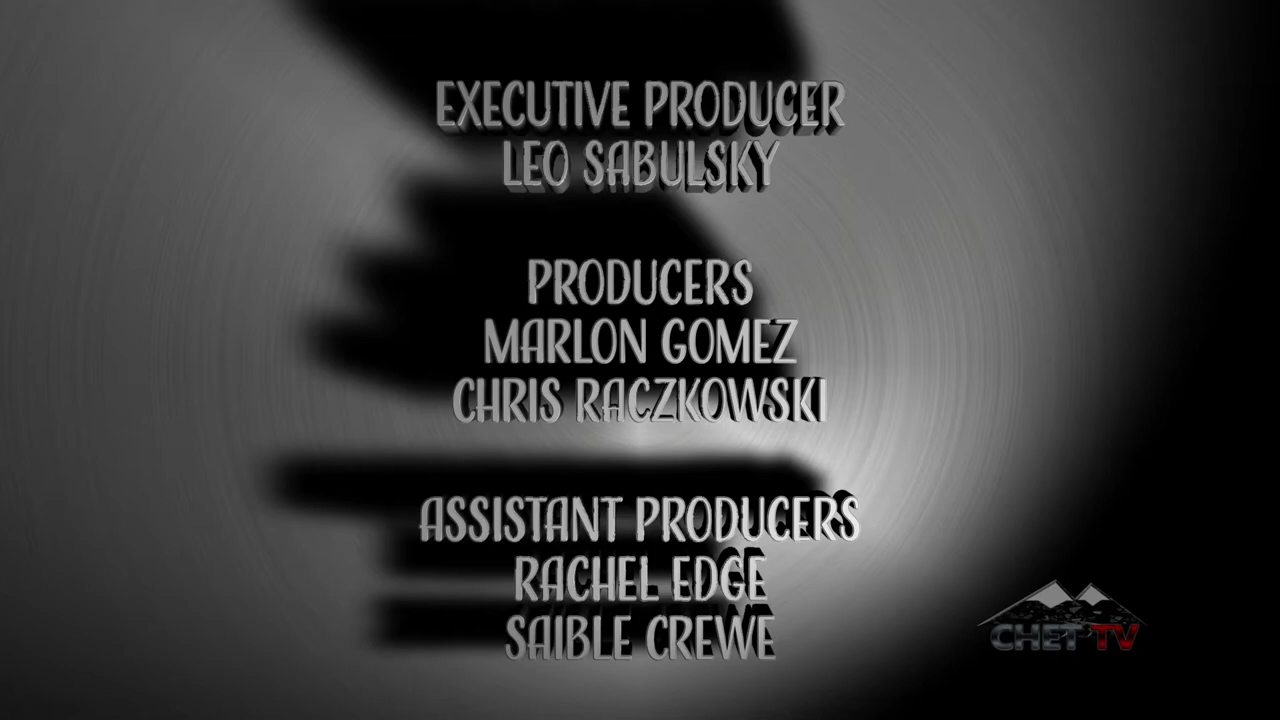 EXECUTIVE PRODUCER
LEO SABULSKY
PRODUCERS
MARLON GOMEZ
CHRIS RACZKOWSKI
ASSISTANT PRODUCERS
RACHEL EDGE
SAIBLE CREWE
CHET TV